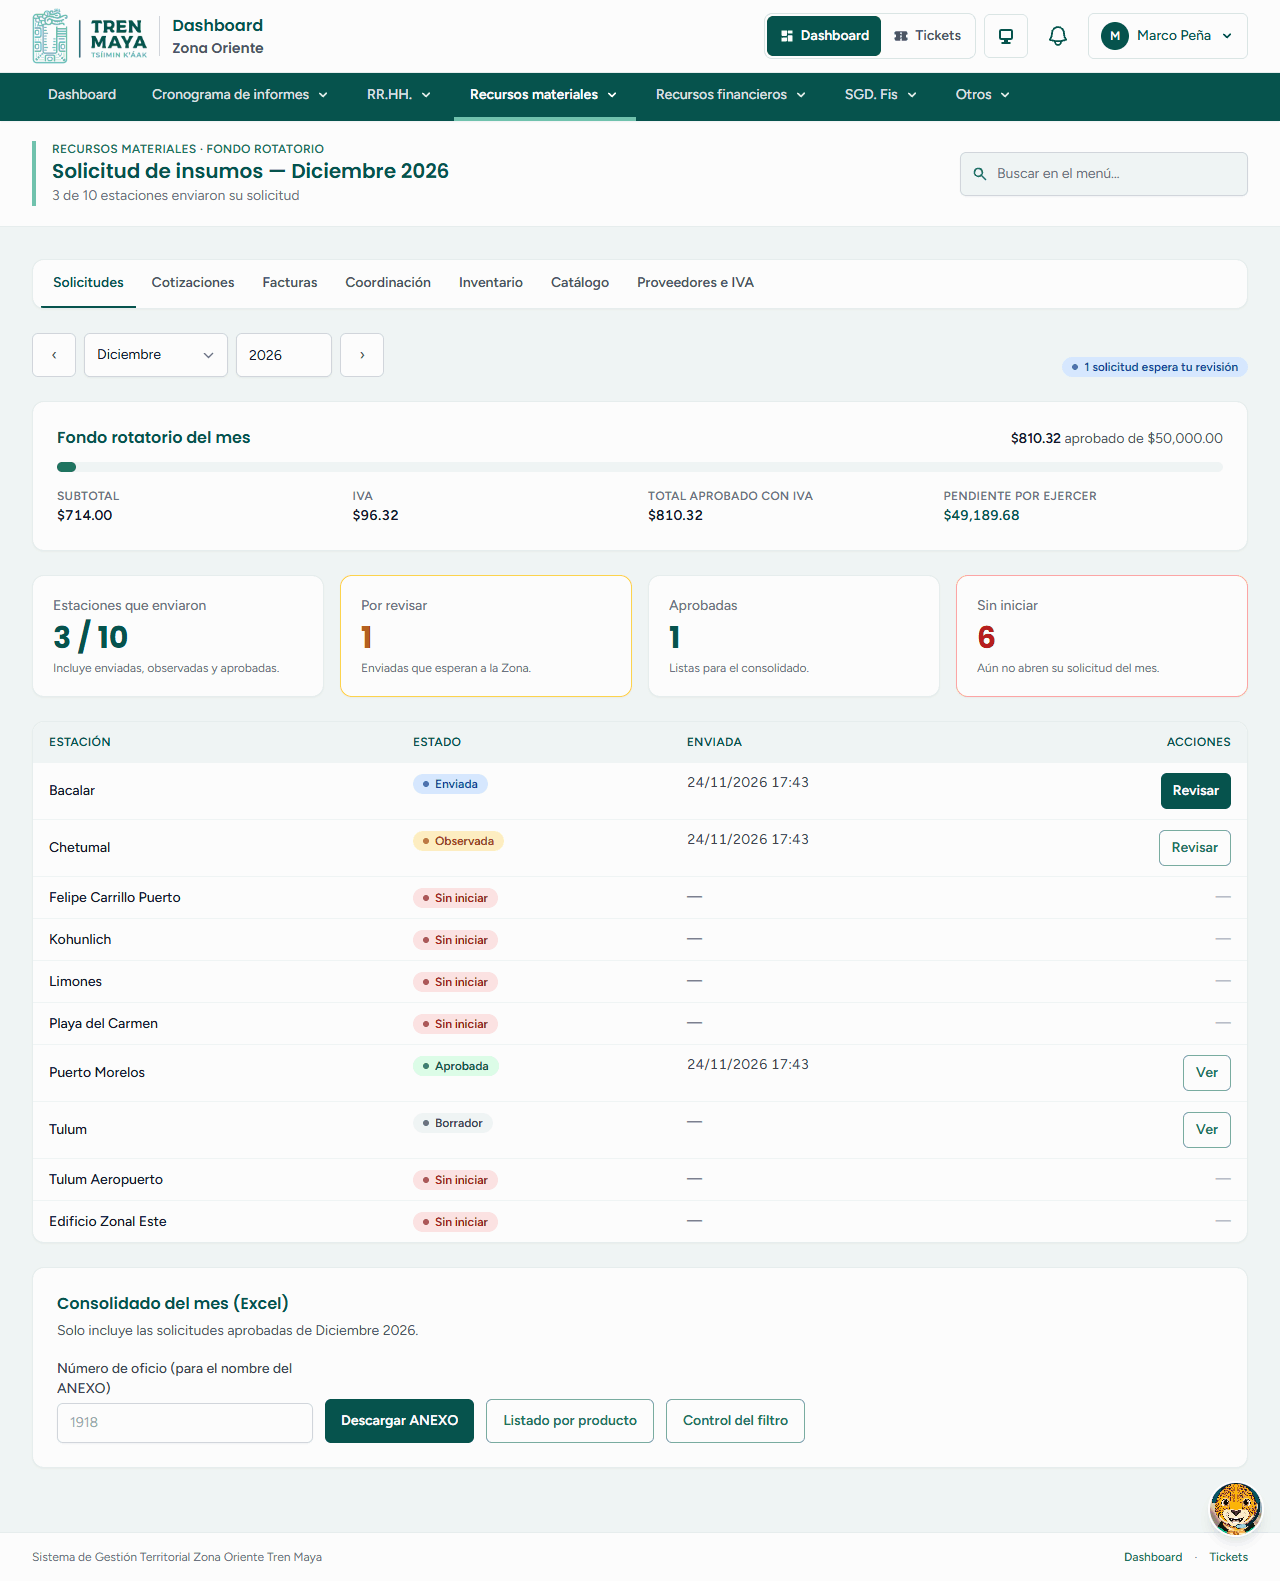 TREN
MAYA
TSÍIMIN K'ÁAK
Dashboard
Zona Oriente
Dashboard
Tickets
M
Marco Peña
Dashboard
Cronograma de informes
RR.HH.
Recursos materiales
Recursos financieros
SGD. Fis
Otros
RECURSOS MATERIALES · FONDO ROTATORIO
Solicitud de insumos — Diciembre 2026
3 de 10 estaciones enviaron su solicitud
Buscar en el menú...
Solicitudes
Cotizaciones
Facturas
Coordinación
Inventario
Catálogo
Proveedores e IVA
‹
Diciembre
2026
›
1 solicitud espera tu revisión
Fondo rotatorio del mes
$810.32 aprobado de $50,000.00
SUBTOTAL
$714.00
IVA
$96.32
TOTAL APROBADO CON IVA
$810.32
PENDIENTE POR EJERCER
$49,189.68
Estaciones que enviaron
3 / 10
Incluye enviadas, observadas y aprobadas.
Por revisar
1
Enviadas que esperan a la Zona.
Aprobadas
1
Listas para el consolidado.
Sin iniciar
6
Aún no abren su solicitud del mes.
ESTACIÓN ESTADO ENVIADA ACCIONES
Bacalar Enviada 24/11/2026 17:43 Revisar
Chetumal Observada 24/11/2026 17:43 Revisar
Felipe Carrillo Puerto Sin iniciar — —
Kohunlich Sin iniciar — —
Limones Sin iniciar — —
Playa del Carmen Sin iniciar — —
Puerto Morelos Aprobada 24/11/2026 17:43 Ver
Tulum Borrador — Ver
Tulum Aeropuerto Sin iniciar — —
Edificio Zonal Este Sin iniciar — —
Consolidado del mes (Excel)
Solo incluye las solicitudes aprobadas de Diciembre 2026.
Número de oficio (para el nombre del
ANEXO)
1918
Descargar ANEXO
Listado por producto
Control del filtro
Sistema de Gestión Territorial Zona Oriente Tren Maya
Dashboard · Tickets